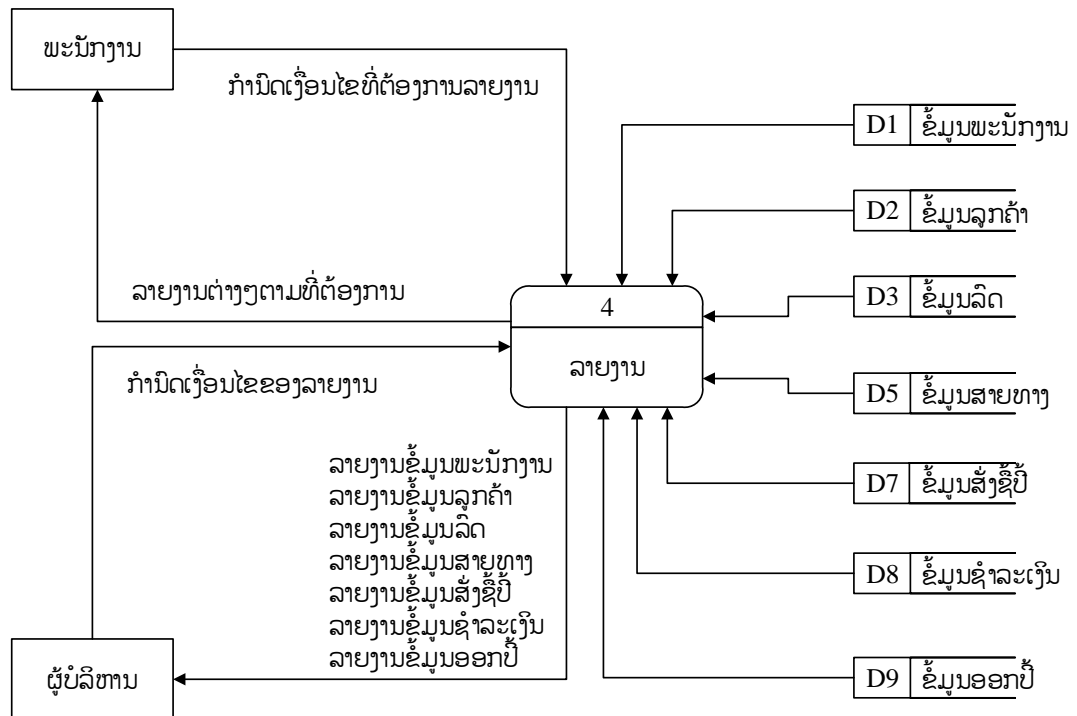 ພະນັກງານ
ກຳນົດເງື່ອນໄຂທີ່ຕ້ອງການລາຍງານ
D1 ຂໍ້ມູນພະນັກງານ
D2 ຂໍ້ມູນລູກຄ້າ
ລາຍງານຕ່າງໆຕາມທີ່ຕ້ອງການ
D3 ຂໍ້ມູນລົດ
4
ລາຍງານ
ກຳນົດເງື່ອນໄຂຂອງລາຍງານ
D5 ຂໍ້ມູນສາຍທາງ
ລາຍງານຂໍ້ມູນພະນັກງານ
ລາຍງານຂໍ້ມູນລູກຄ້າ
ລາຍງານຂໍ້ມູນລົດ
ລາຍງານຂໍ້ມູນສາຍທາງ
ລາຍງານຂໍ້ມູນສັ່ງຊື້ປີ້
ລາຍງານຂໍ້ມູນຊຳລະເງິນ
ລາຍງານຂໍ້ມູນອອກປີ້
D7 ຂໍ້ມູນສັ່ງຊື້ປີ້
D8 ຂໍ້ມູນຊຳລະເງິນ
D9 ຂໍ້ມູນອອກປີ້
ຜູ້ບໍລິຫານ